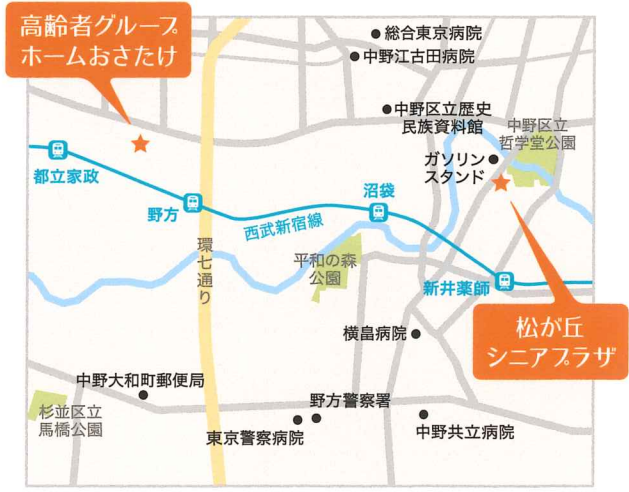 高齢者グループ
ホームおさたけ
総合東京病院
中野江古田病院
中野区立歴史
民族資料館
中野区立
哲学堂公園
ガソリン
スタンド
都立家政
野方
沼袋
西武新宿線
環七通り
平和の森
公園
新井薬師
松が丘
シニアプラザ
横畠病院
中野大和町郵便局
杉並区立
馬橋公園
野方警察署
東京警察病院
中野共立病院